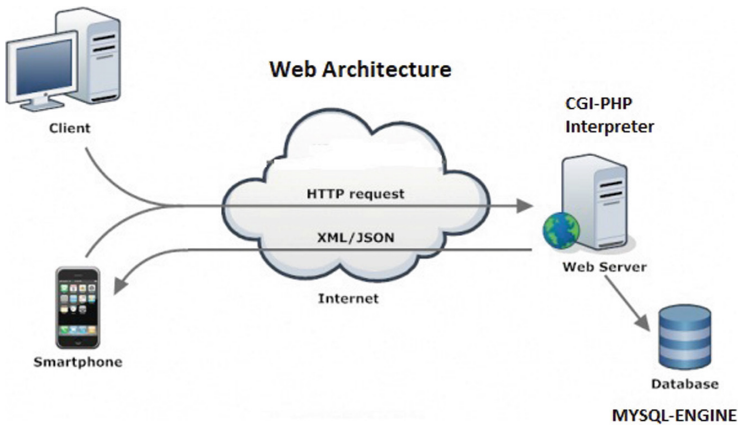 Web Architecture
Client
CGI-PHP
Interpreter
HTTP request
XML/JSON
Web Server
Internet
Smartphone
Database
MYSQL-ENGINE